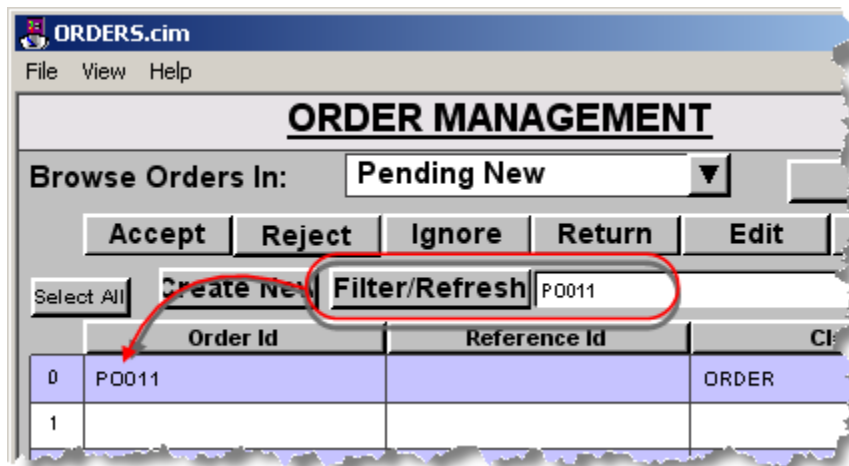 ORDERS.cim
File View Help
ORDER MANAGEMENT
Browse Orders In: Pending New
Accept Reject Ignore Return Edit
Select All Create New Filter/Refresh PO011
Order Id Reference Id
0 PO011 ORDER
1